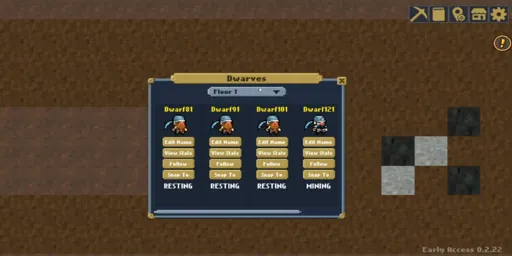 Dwarves
Floor 1
Dwarf81 Dwarf91 Dwarf101 Dwarf121
Edit Name Edit Name Edit Name Edit Name
View Stats View Stats View Stats View Stats
Follow Follow Follow Follow
Snap To Snap To Snap To Snap To
RESTING RESTING RESTING MINING
Early Access 0.2.22